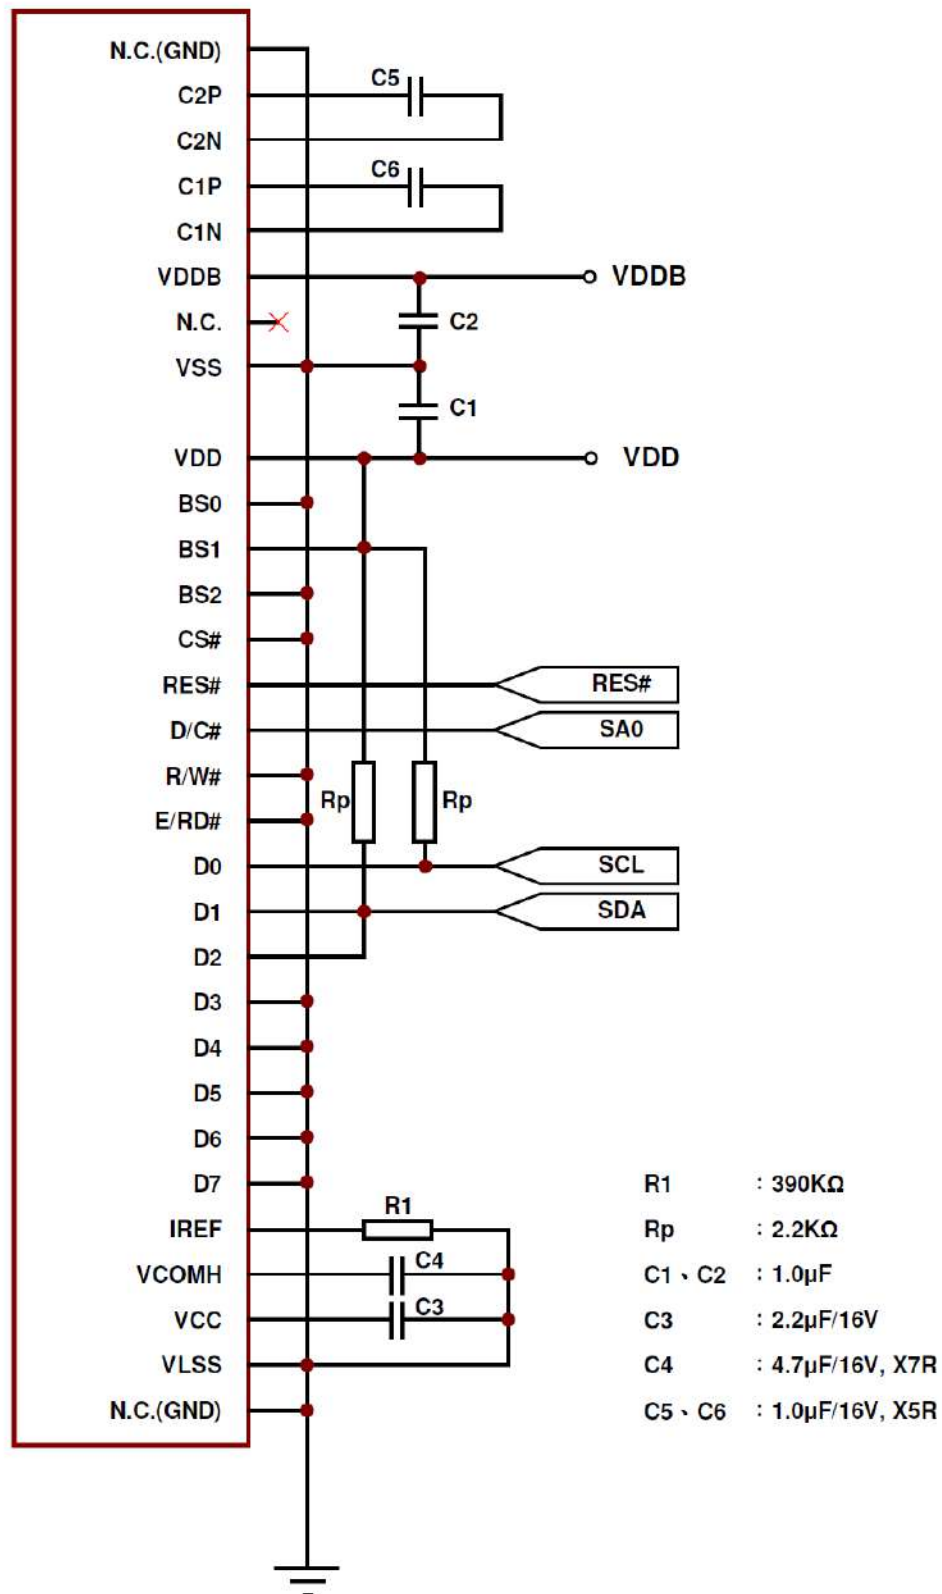 N.C.(GND)
C5
C2P
C2N
C6
C1P
C1N
VDDB
VDDB
N.C.
C2
VSS
C1
VDD
VDD
BS0
BS1
BS2
CS#
RES#
RES#
D/C#
SA0
R/W#
Rp
Rp
E/RD#
D0
SCL
D1
SDA
D2
D3
D4
D5
D6
D7
R1 : 390KΩ
R1
IREF
Rp : 2.2KΩ
C4
VCOMH
C1、C2 : 1.0µF
C3
VCC
C3 : 2.2µF/16V
VLSS
C4 : 4.7µF/16V, X7R
N.C.(GND)
C5、C6 : 1.0µF/16V, X5R